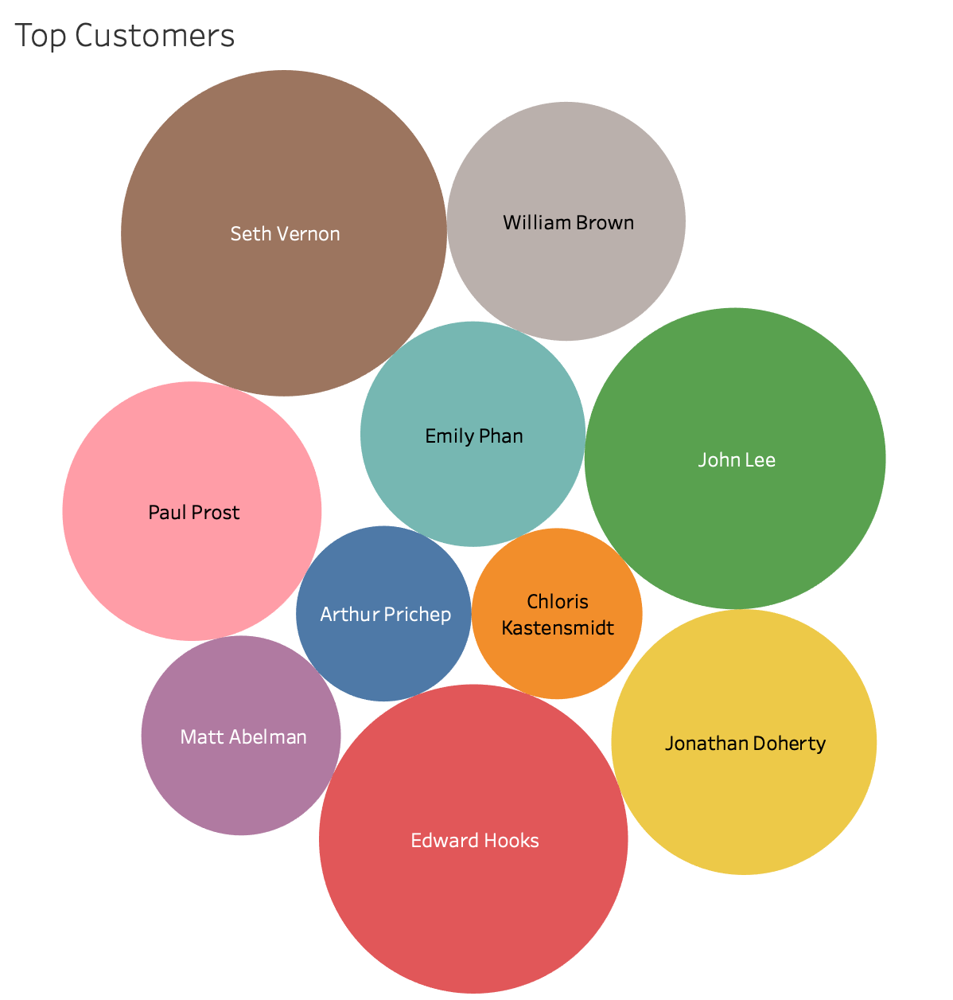 Top Customers
Seth Vernon
William Brown
Emily Phan
John Lee
Paul Prost
Arthur Prichep
Chloris
Kastensmidt
Matt Abelman
Jonathan Doherty
Edward Hooks